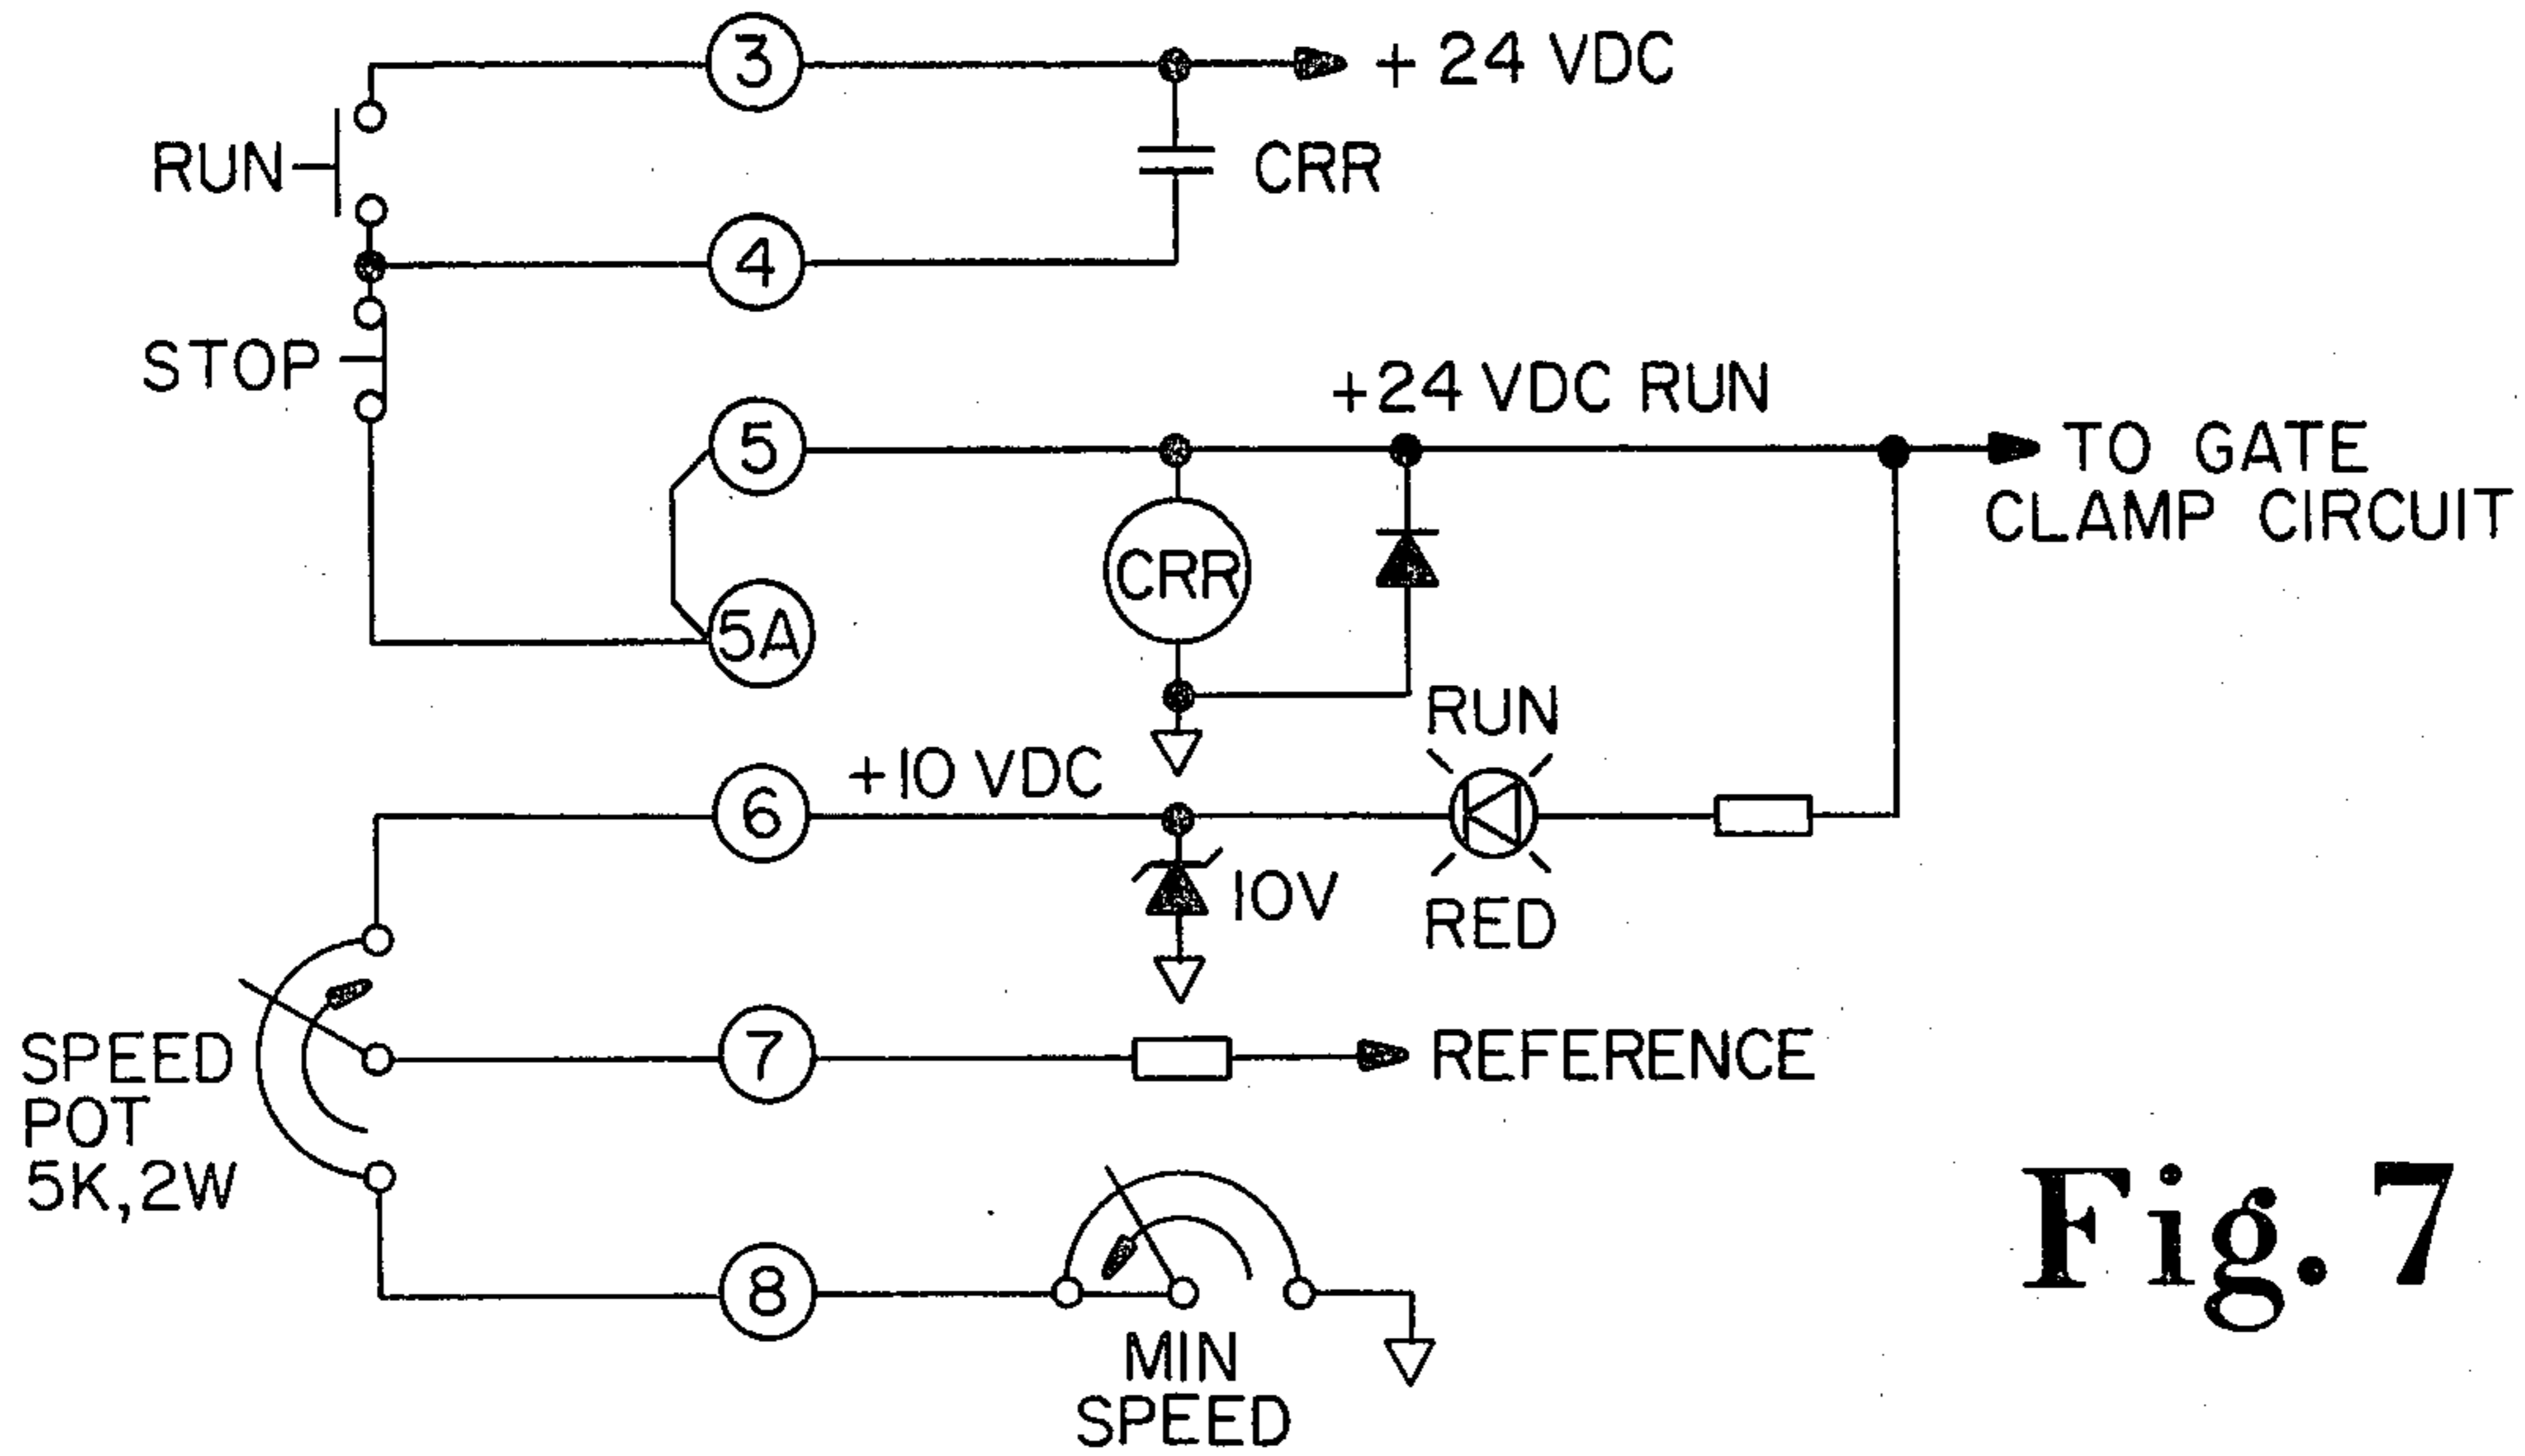 3
+ 24 VDC
RUN
CRR
4
STOP
+24 VDC RUN
5
TO GATE
CLAMP CIRCUIT
CRR
5A
RUN
+10 VDC
6
10V
RED
SPEED
POT
5K, 2W
7
REFERENCE
8
MIN
SPEED
Fig. 7